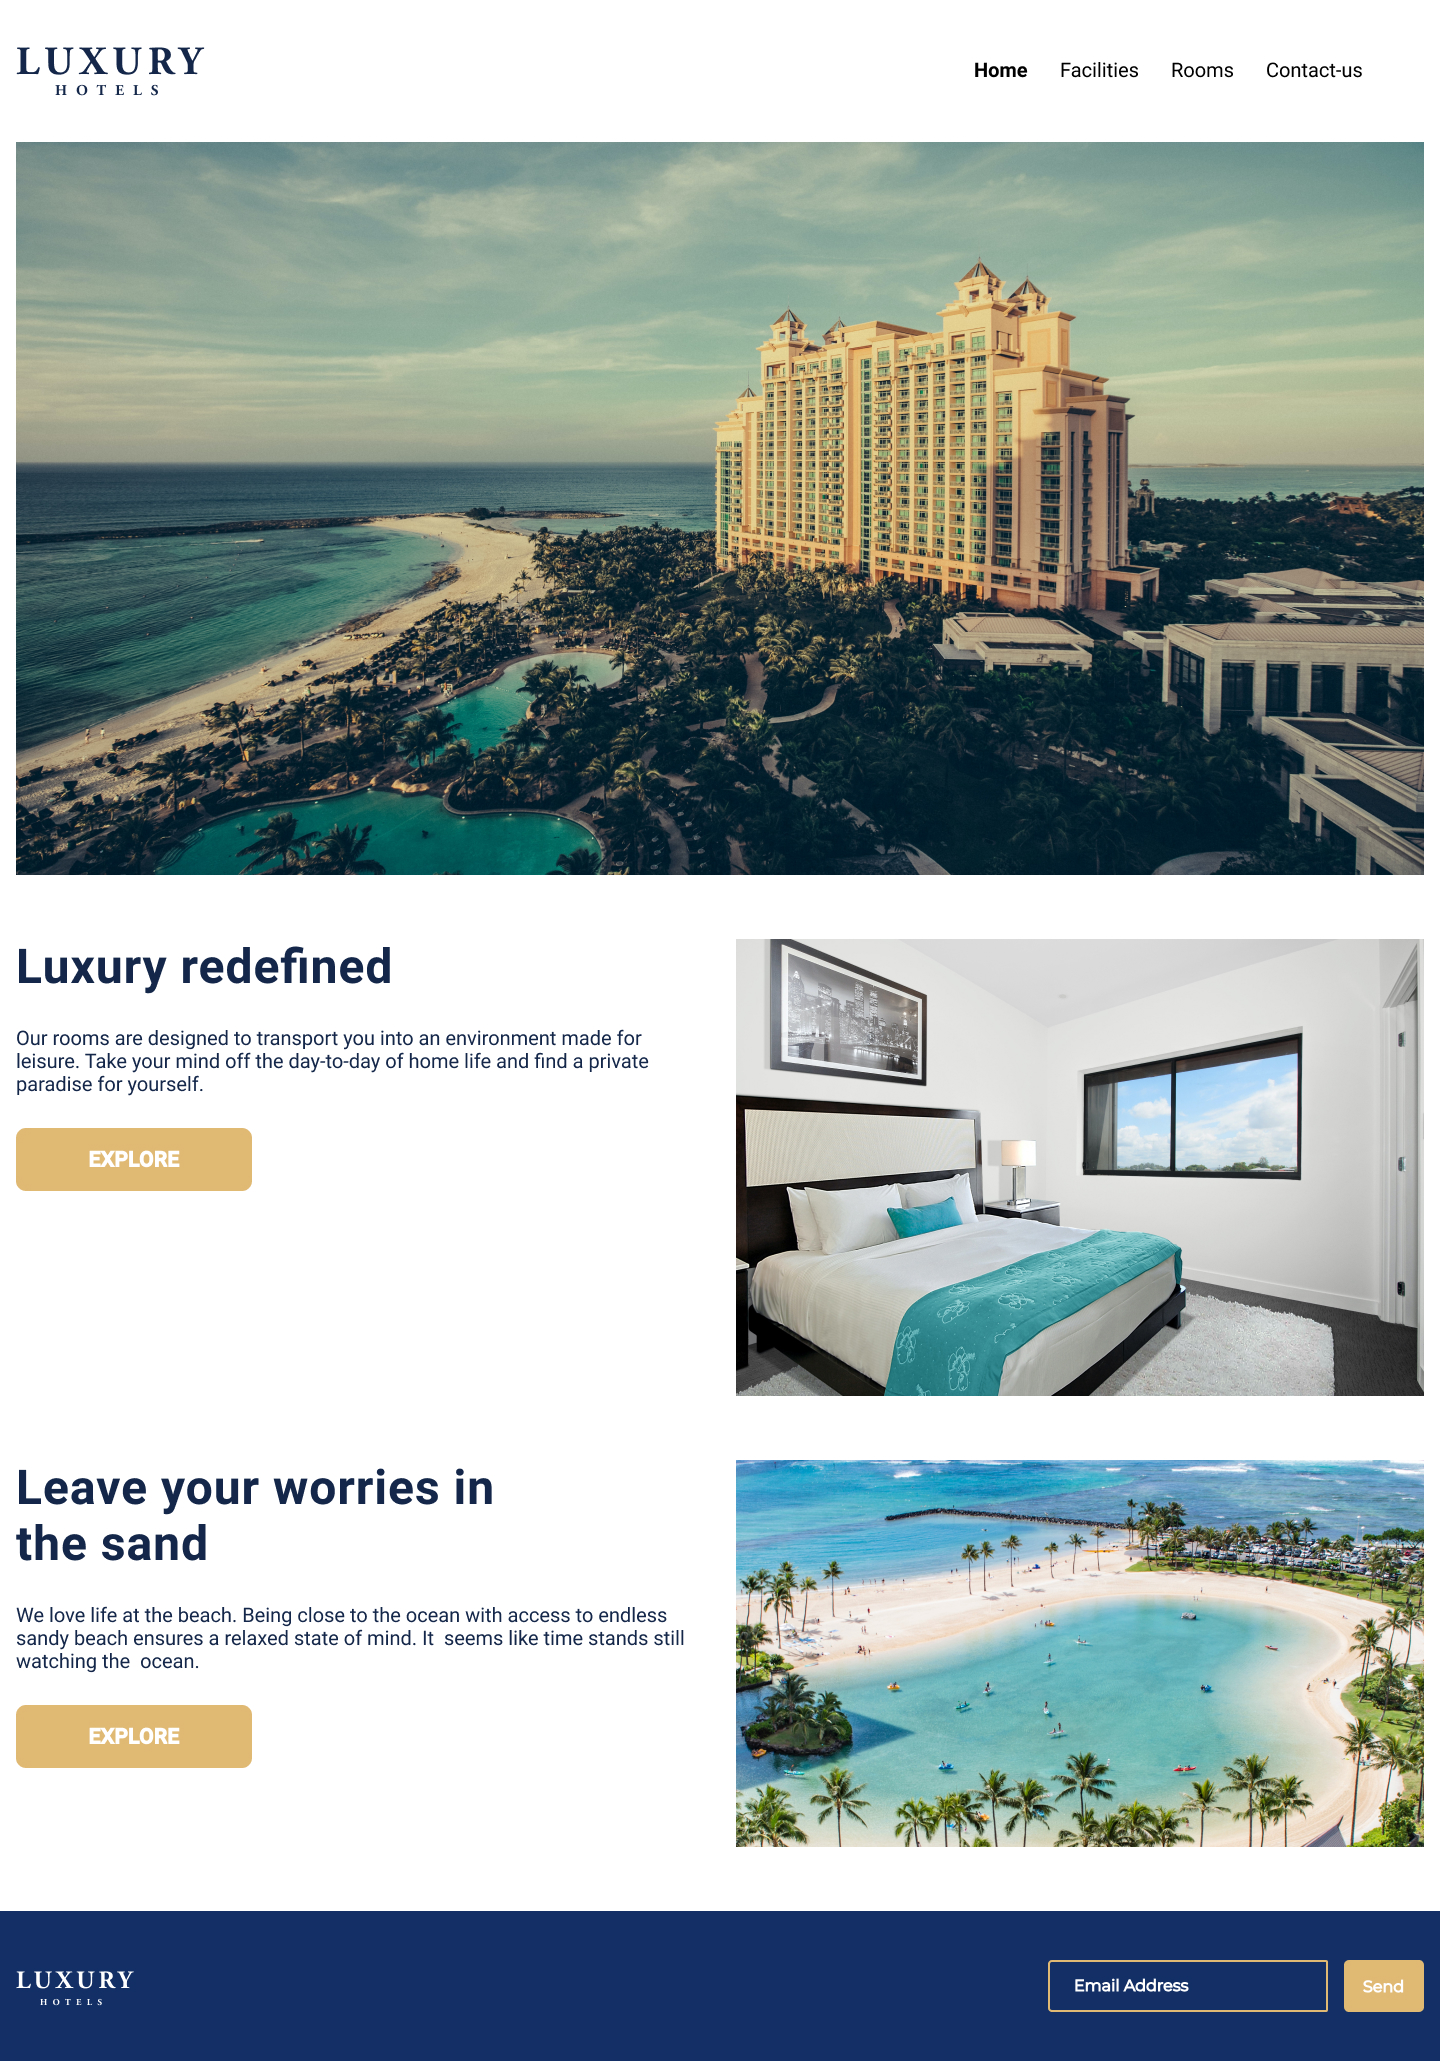 LUXURY
HOTELS
Home Facilities Rooms Contact-us
Luxury redefined
Our rooms are designed to transport you into an environment made for
leisure. Take your mind off the day-to-day of home life and find a private
paradise for yourself.
EXPLORE
Leave your worries in
the sand
We love life at the beach. Being close to the ocean with access to endless
sandy beach ensures a relaxed state of mind. It  seems like time stands still
watching the  ocean.
EXPLORE
LUXURY
HOTELS
Email Address
Send